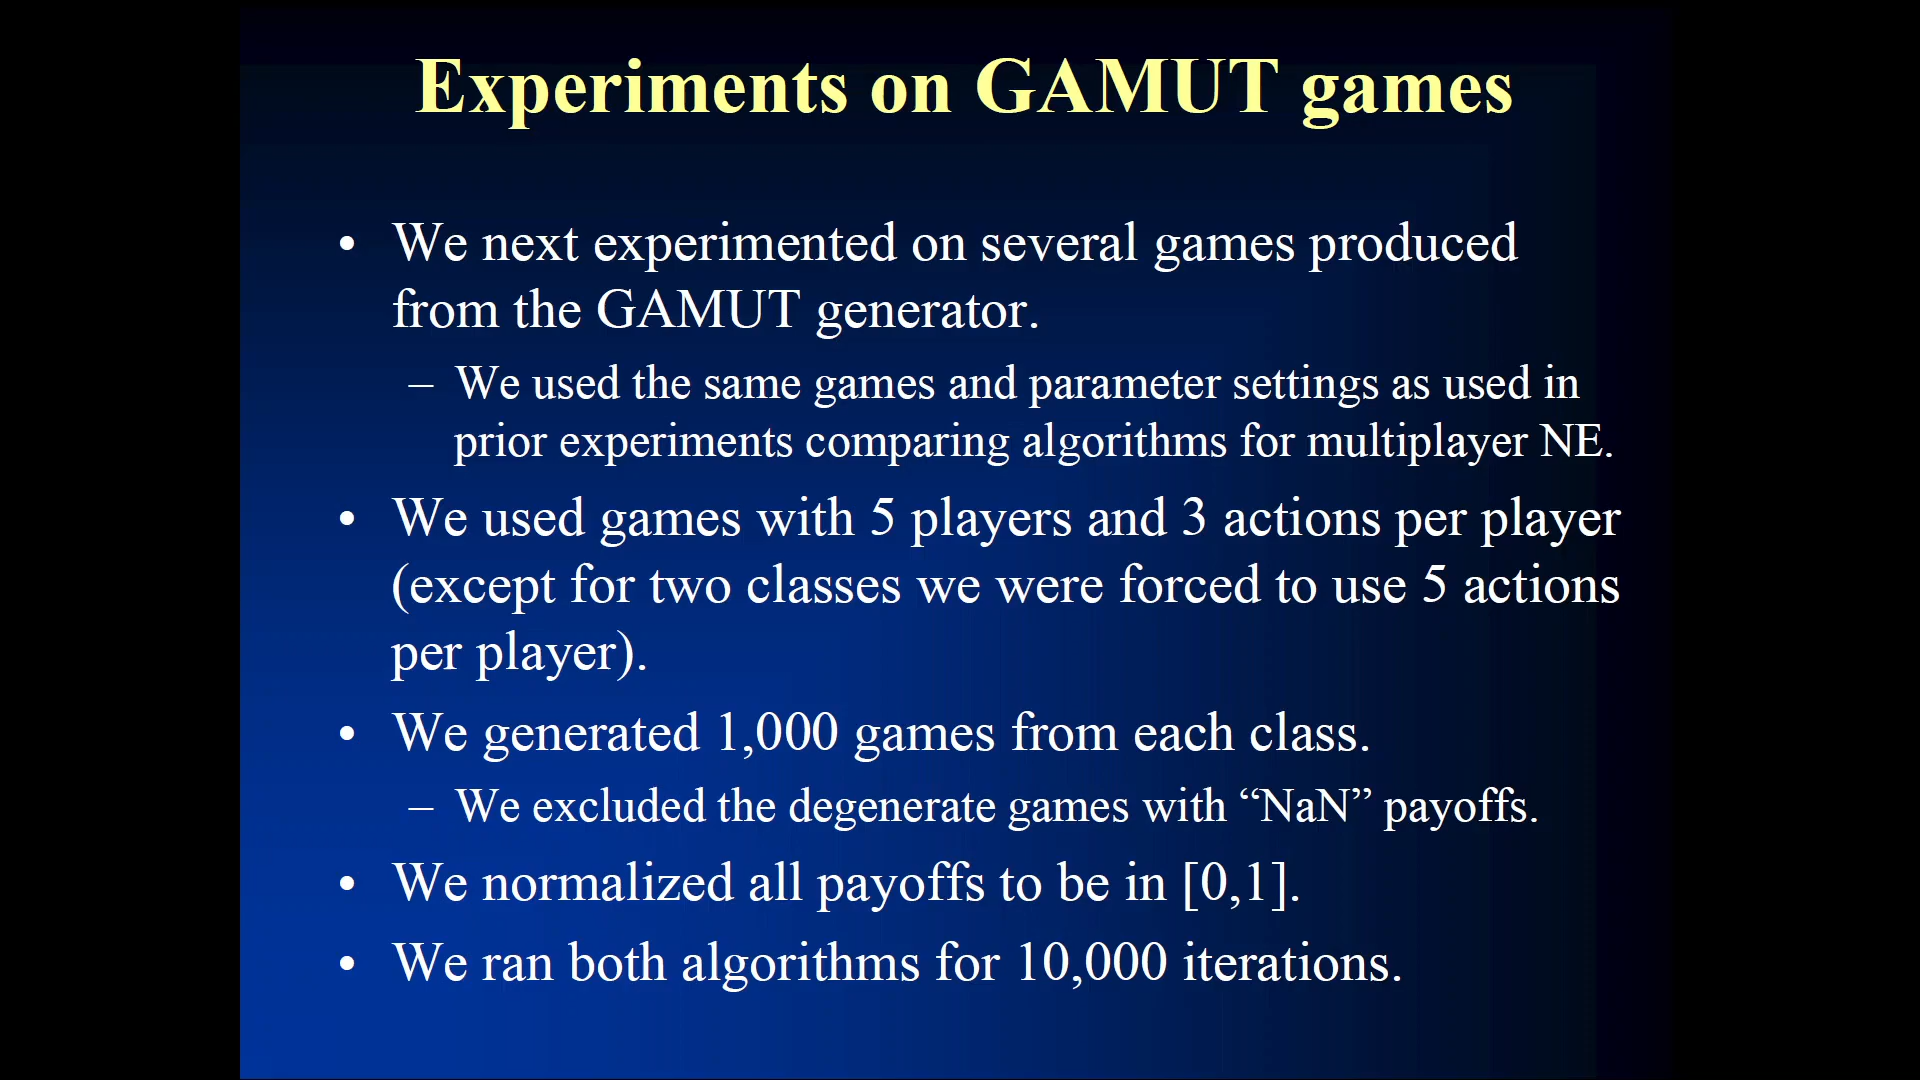 Experiments on GAMUT games
• We next experimented on several games produced
from the GAMUT generator.
– We used the same games and parameter settings as used in
prior experiments comparing algorithms for multiplayer NE.
• We used games with 5 players and 3 actions per player
(except for two classes we were forced to use 5 actions
per player).
• We generated 1,000 games from each class.
– We excluded the degenerate games with “NaN” payoffs.
• We normalized all payoffs to be in [0,1].
• We ran both algorithms for 10,000 iterations.